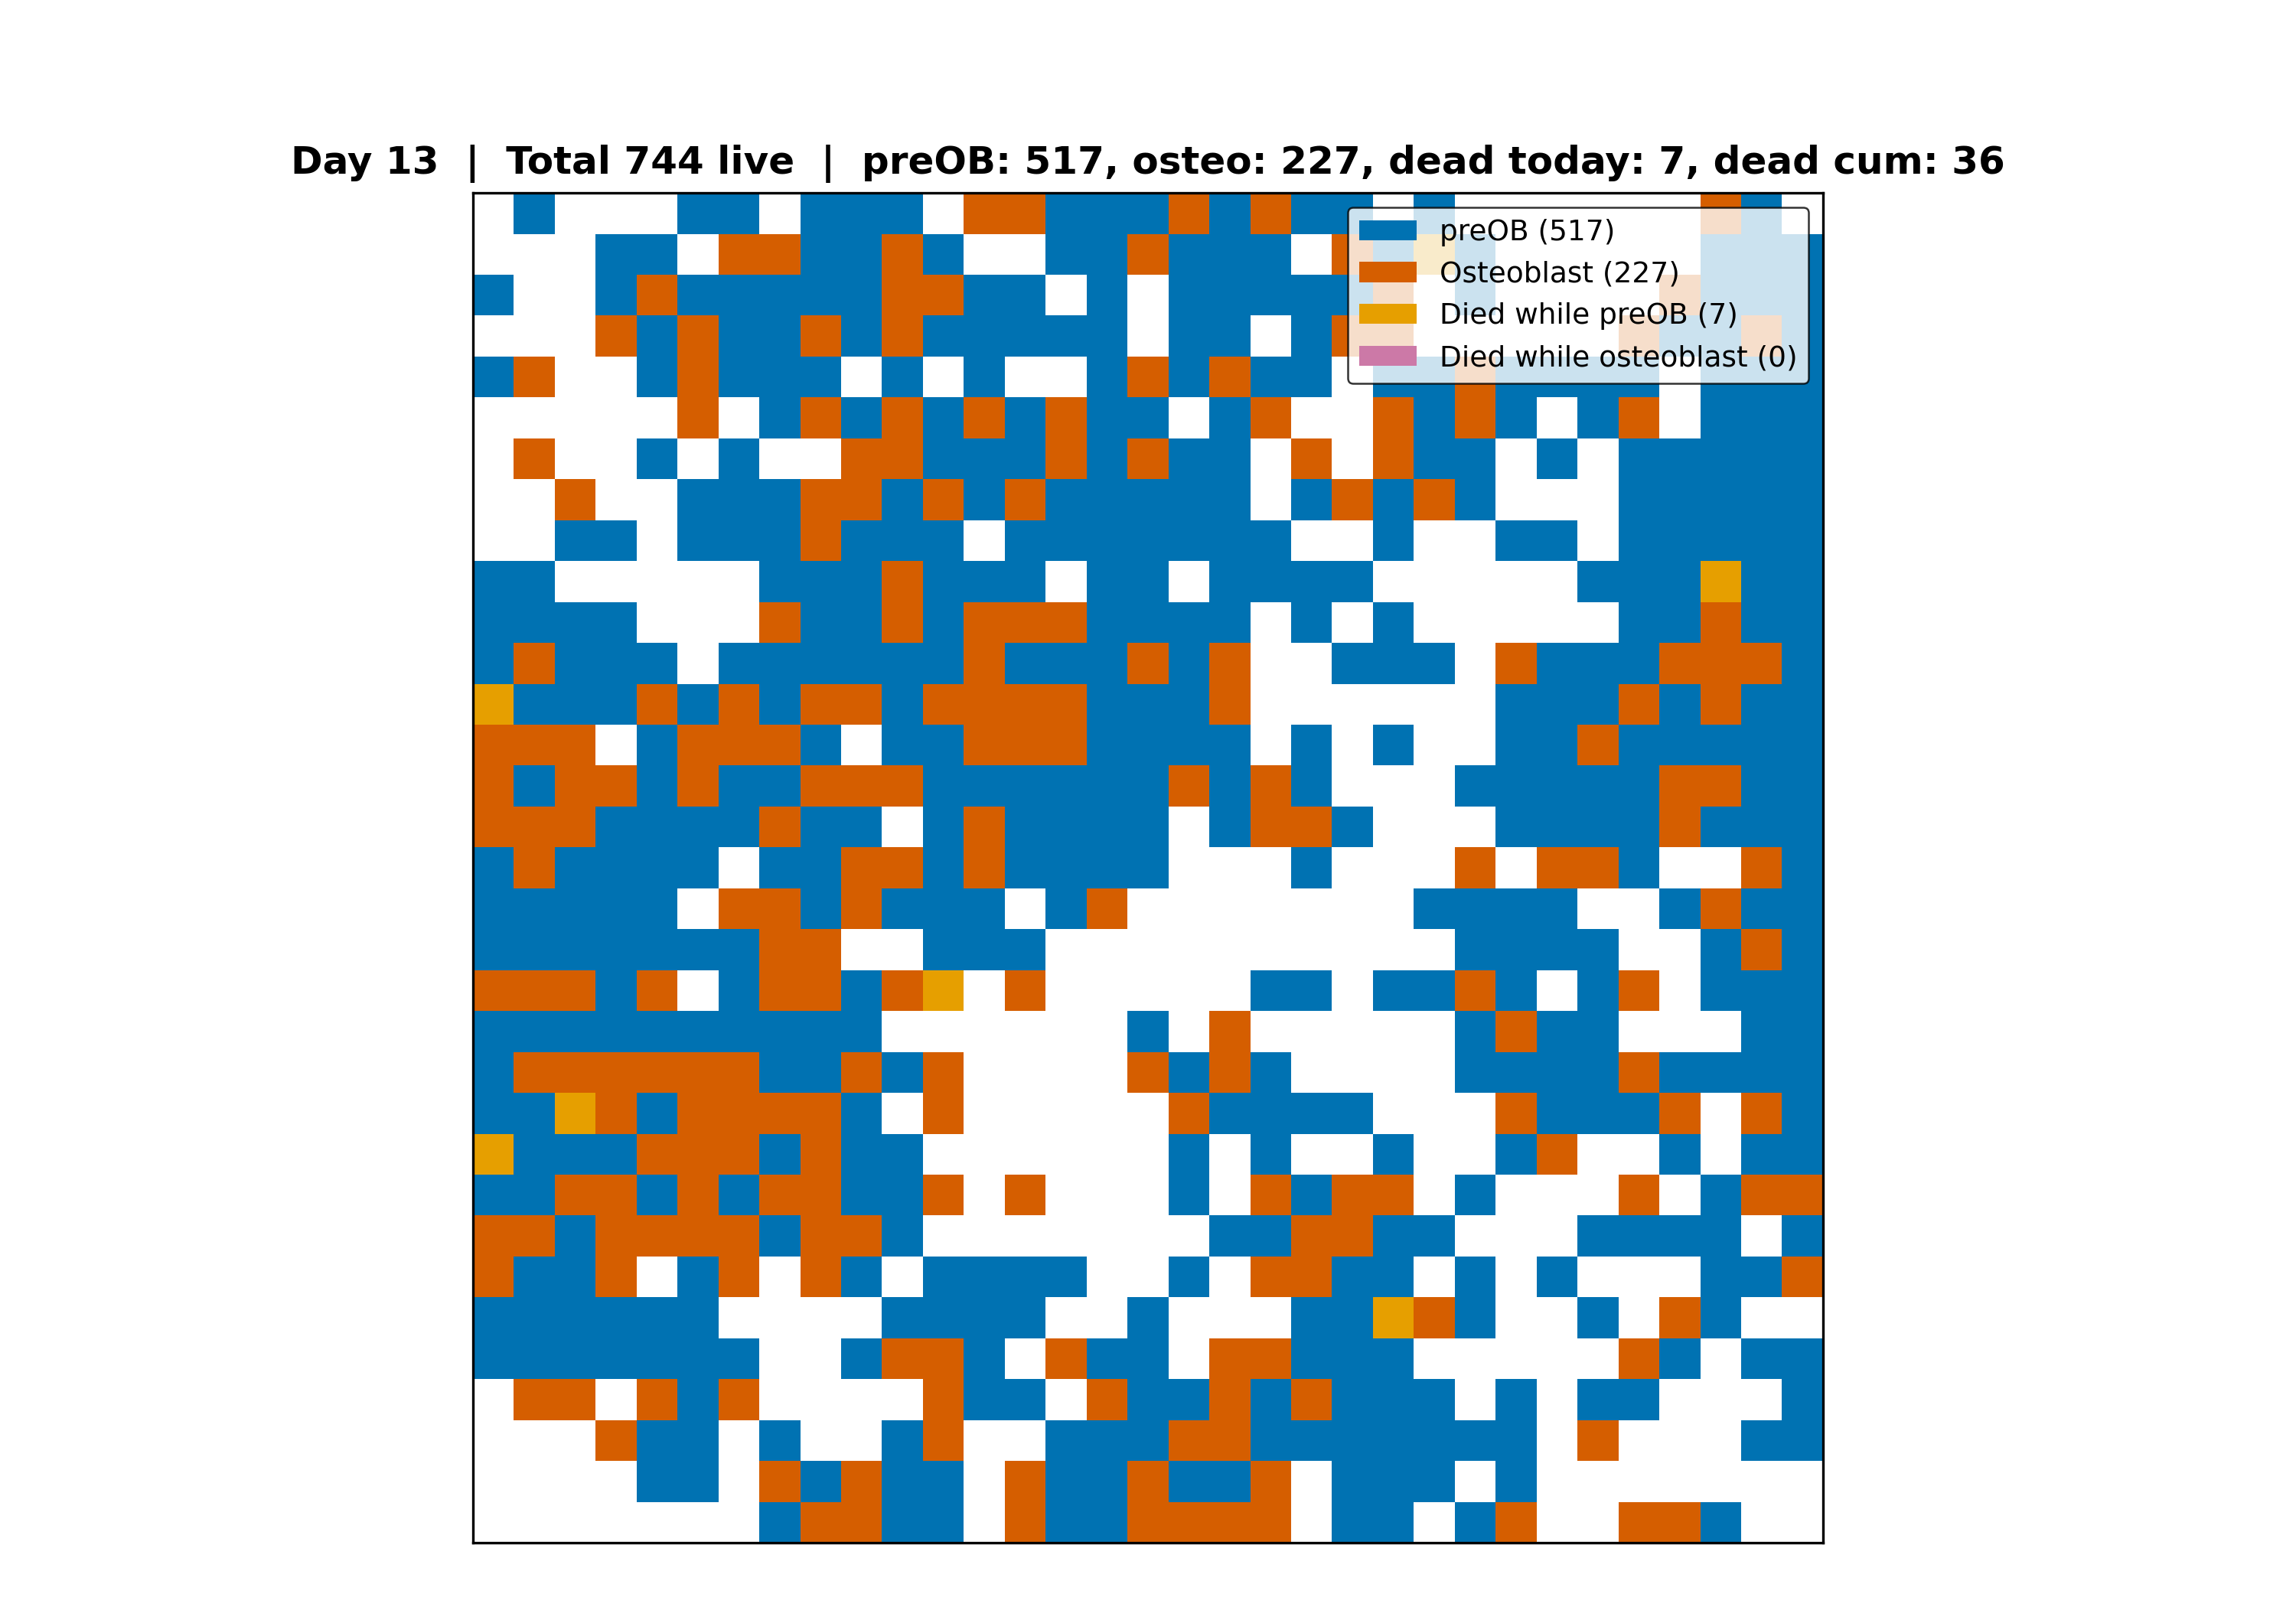 Day 13 | Total 744 live | preOB: 517, osteo: 227, dead today: 7, dead cum: 36
preOB (517)
Osteoblast (227)
Died while preOB (7)
Died while osteoblast (0)